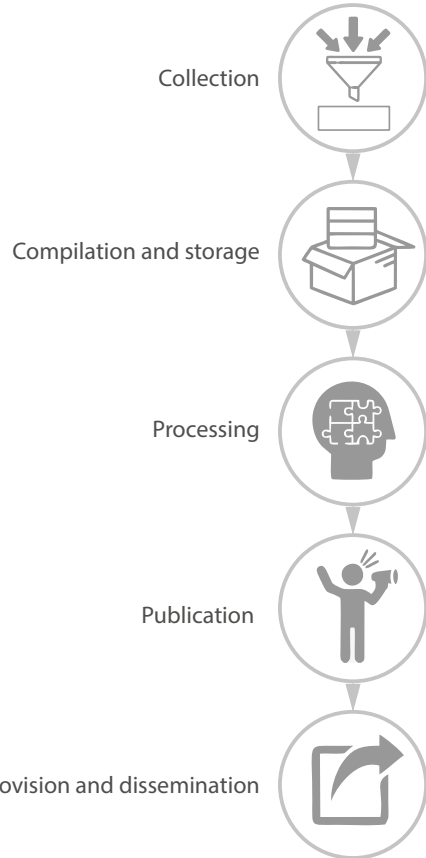 Collection
Compilation and storage
Processing
Publication
ovision and dissemination